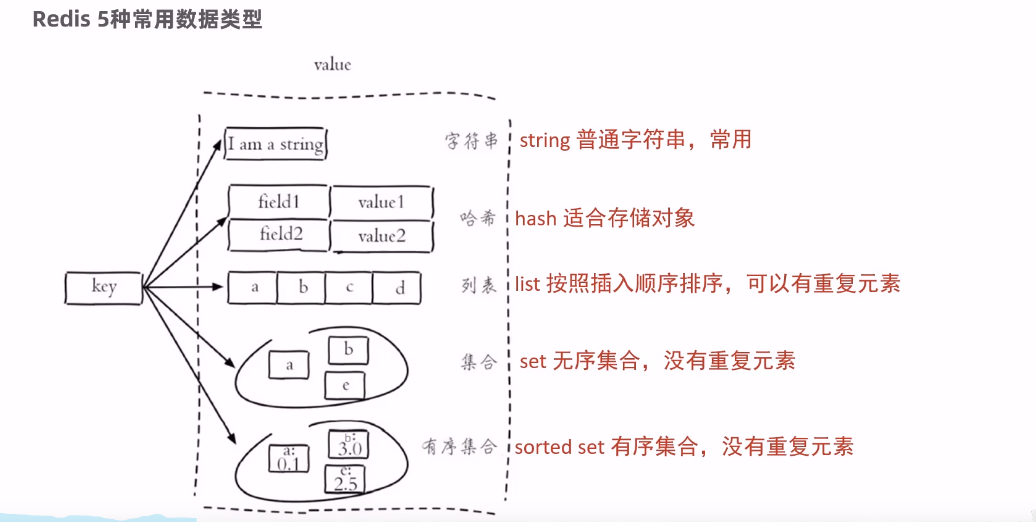 Redis 5种常用数据类型
value
I am a string
字符串
string 普通字符串，常用
field1 value1
field2 value2
哈希
hash 适合存储对象
key
a b c d
列表
list 按照插入顺序排序，可以有重复元素
a
b
e
集合
set 无序集合，没有重复元素
a:
0.1
b:
3.0
e:
2.5
有序集合
sorted set 有序集合，没有重复元素